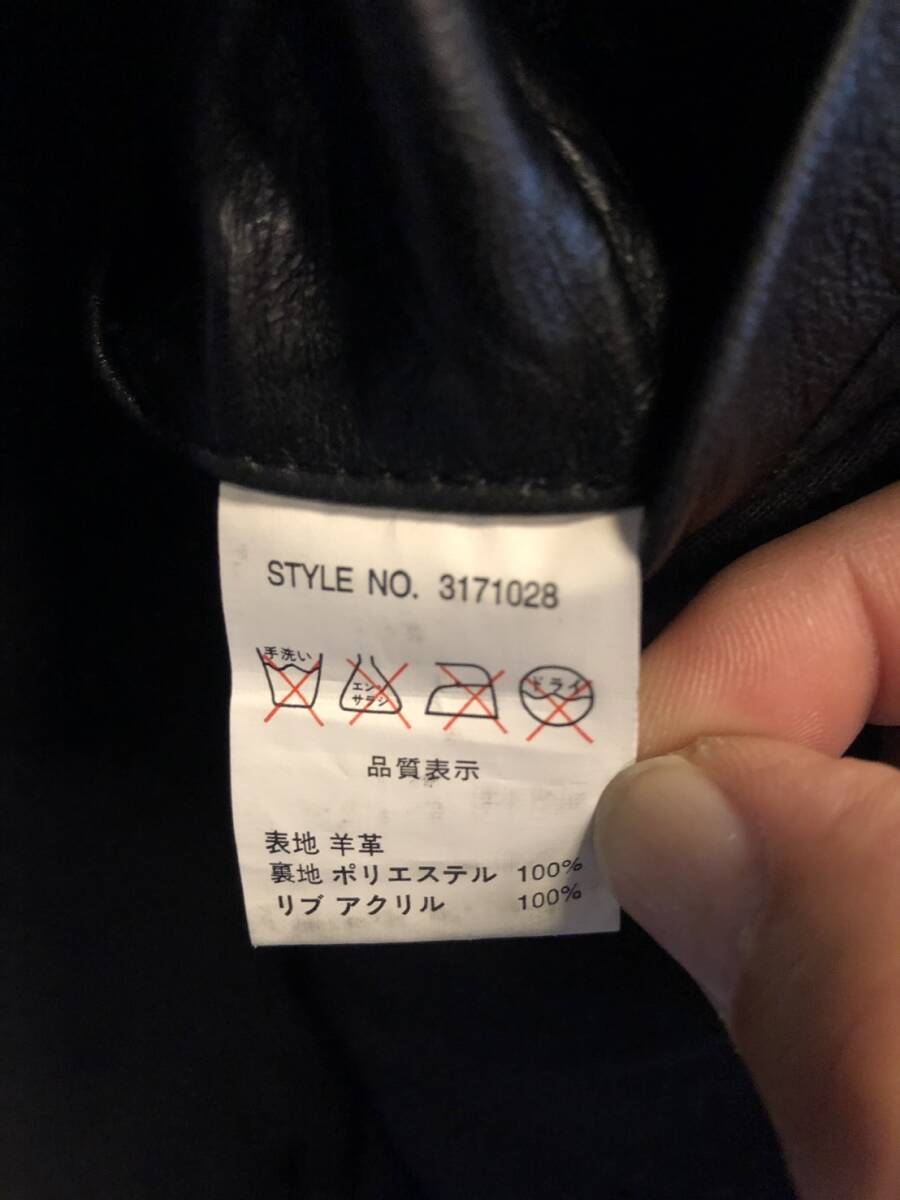 STYLE NO. 3171028
手洗い エンソ サラシ ドライ
品質表示
表地 羊革
裏地 ポリエステル 100%
リブ アクリル 100%